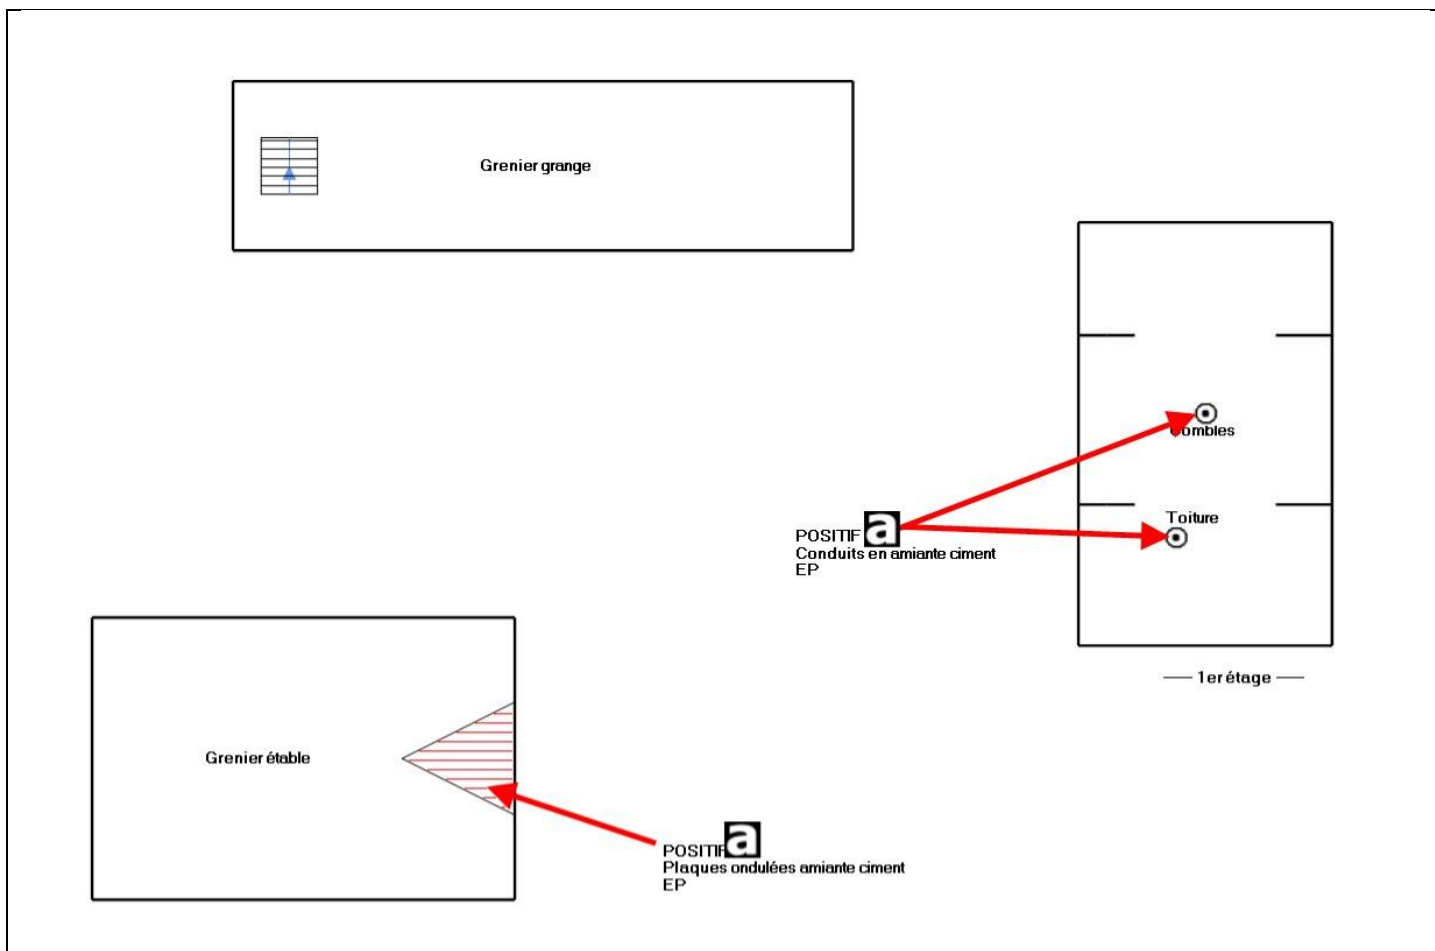 Grenier grange
Combles
Toiture
POSITIF a
Conduits en amiante ciment
EP
1er étage
Grenier étable
POSITIF a
Plaques ondulées amiante ciment
EP